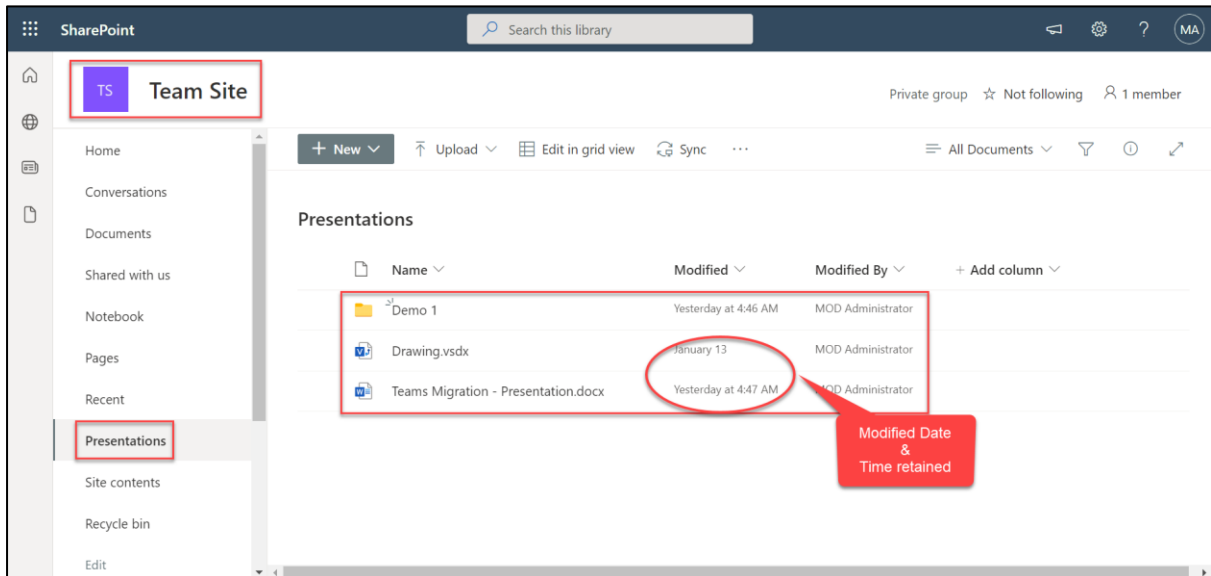 SharePoint
Search this library
?
MA
TS
Team Site
Private group
Not following
1 member
Home
Conversations
Documents
Shared with us
Notebook
Pages
Recent
Presentations
Site contents
Recycle bin
Edit
+ New
Upload
Edit in grid view
Sync
···
All Documents
Presentations
Name
Modified
Modified By
+ Add column
Demo 1
Yesterday at 4:46 AM
MOD Administrator
Drawing.vsdx
January 13
MOD Administrator
Teams Migration - Presentation.docx
Yesterday at 4:47 AM
MOD Administrator
Modified Date
&
Time retained